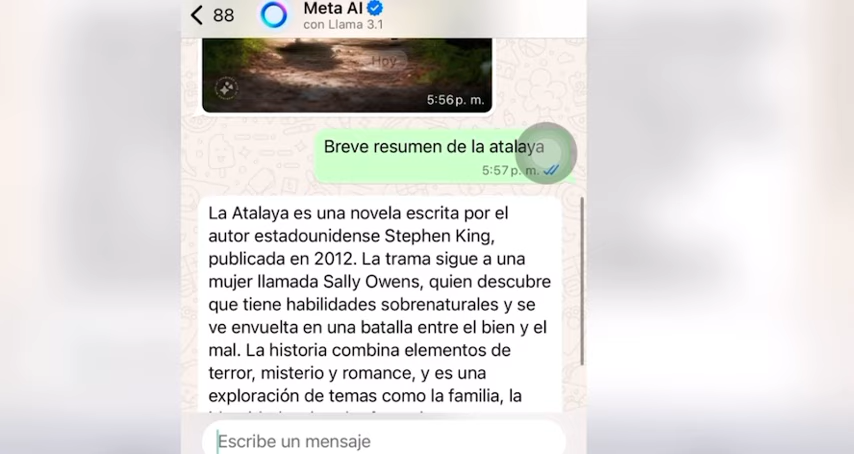 88
Meta AI
con Llama 3.1
Hoy
5:56 p. m.
Breve resumen de la atalaya
5:57 p. m.
La Atalaya es una novela escrita por el
autor estadounidense Stephen King,
publicada en 2012. La trama sigue a una
mujer llamada Sally Owens, quien descubre
que tiene habilidades sobrenaturales y se
ve envuelta en una batalla entre el bien y el
mal. La historia combina elementos de
terror, misterio y romance, y es una
exploración de temas como la familia, la
Escribe un mensaje